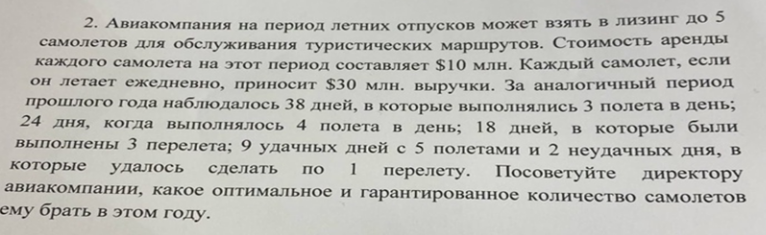 2. Авиакомпания на период летних отпусков может взять в лизинг до 5
самолетов для обслуживания туристических маршрутов. Стоимость аренды
каждого самолета на этот период составляет $10 млн. Каждый самолет, если
он летает ежедневно, приносит $30 млн. выручки. За аналогичный период
прошлого года наблюдалось 38 дней, в которые выполнялись 3 полета в день;
24 дня, когда выполнялось 4 полета в день; 18 дней, в которые были
выполнены 3 перелета; 9 удачных дней с 5 полетами и 2 неудачных дня, в
которые удалось сделать по 1 перелету. Посоветуйте директору
авиакомпании, какое оптимальное и гарантированное количество самолетов
ему брать в этом году.